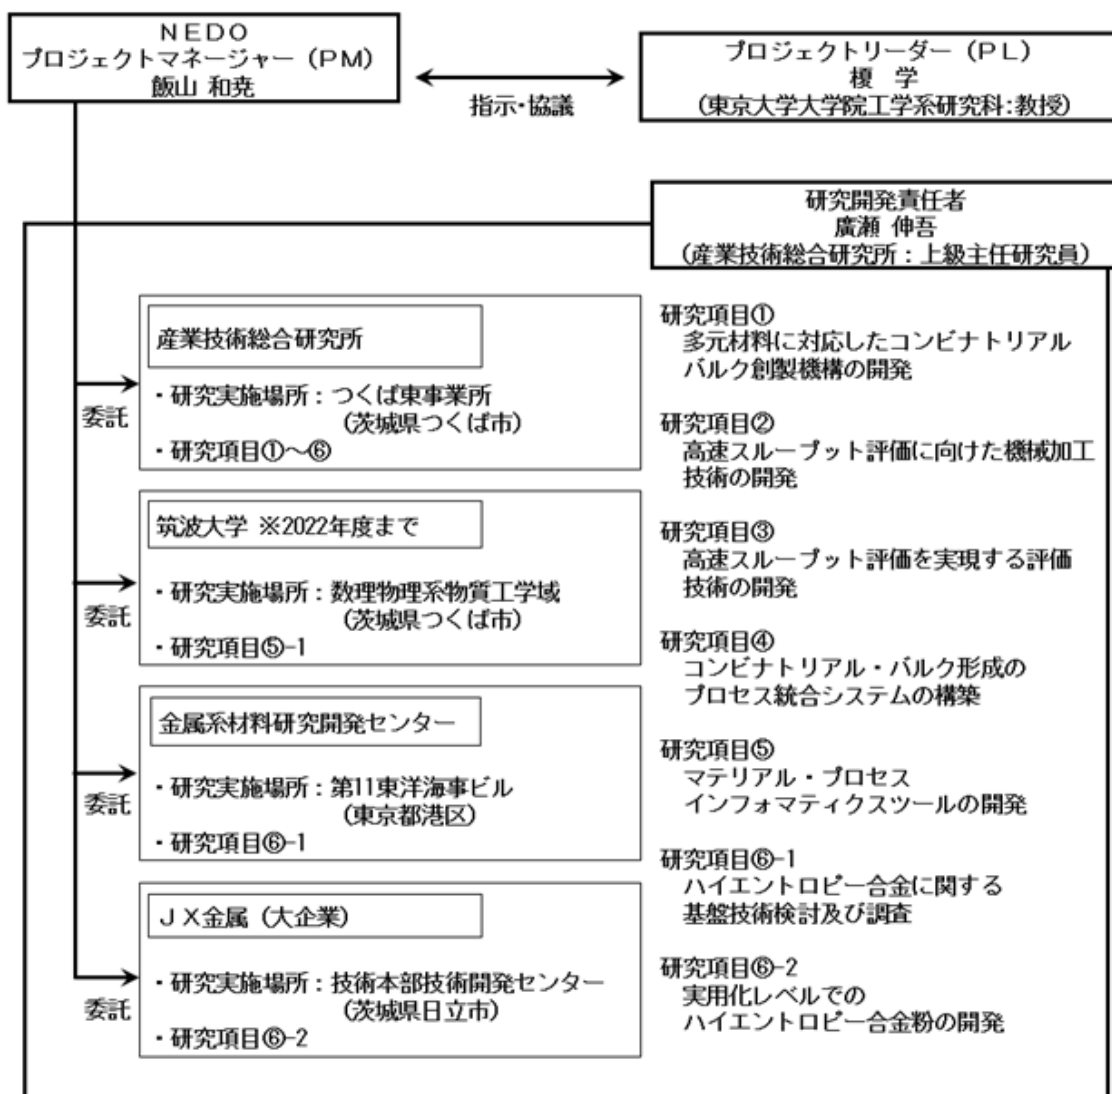 NEDO
プロジェクトマネージャー（PM）
飯山 和尭
指示・協議
プロジェクトリーダー（PL）
榎 学
（東京大学大学院工学系研究科：教授）
研究開発責任者
廣瀬 伸吾
（産業技術総合研究所：上級主任研究員）
委託
産業技術総合研究所
・研究実施場所：つくば東事業所
（茨城県つくば市）
・研究項目①～⑥
委託
筑波大学 ※2022年度まで
・研究実施場所：数理物理系物質工学域
（茨城県つくば市）
・研究項目⑤-1
委託
金属系材料研究開発センター
・研究実施場所：第11東洋海事ビル
（東京都港区）
・研究項目⑥-1
委託
JX金属（大企業）
・研究実施場所：技術本部技術開発センター
（茨城県日立市）
・研究項目⑥-2
研究項目①
多元材料に対応したコンビナトリアル
バルク創製機構の開発
研究項目②
高速スループット評価に向けた機械加工
技術の開発
研究項目③
高速スループット評価を実現する評価
技術の開発
研究項目④
コンビナトリアル・バルク形成の
プロセス統合システムの構築
研究項目⑤
マテリアル・プロセス
インフォマティクスツールの開発
研究項目⑥-1
ハイエントロピー合金に関する
基盤技術検討及び調査
研究項目⑥-2
実用化レベルでの
ハイエントロピー合金粉の開発